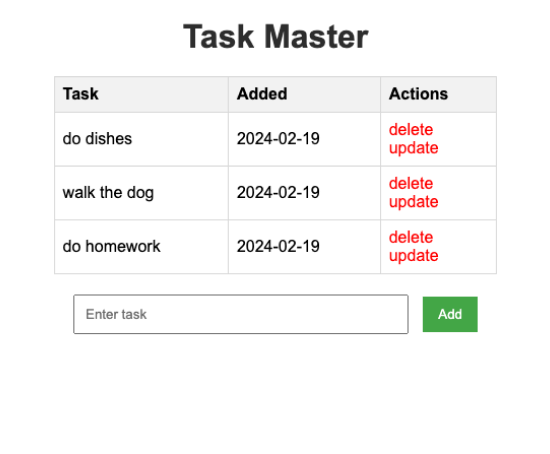 Task Master
Task Added Actions
do dishes 2024-02-19 delete
update
walk the dog 2024-02-19 delete
update
do homework 2024-02-19 delete
update
Enter task Add